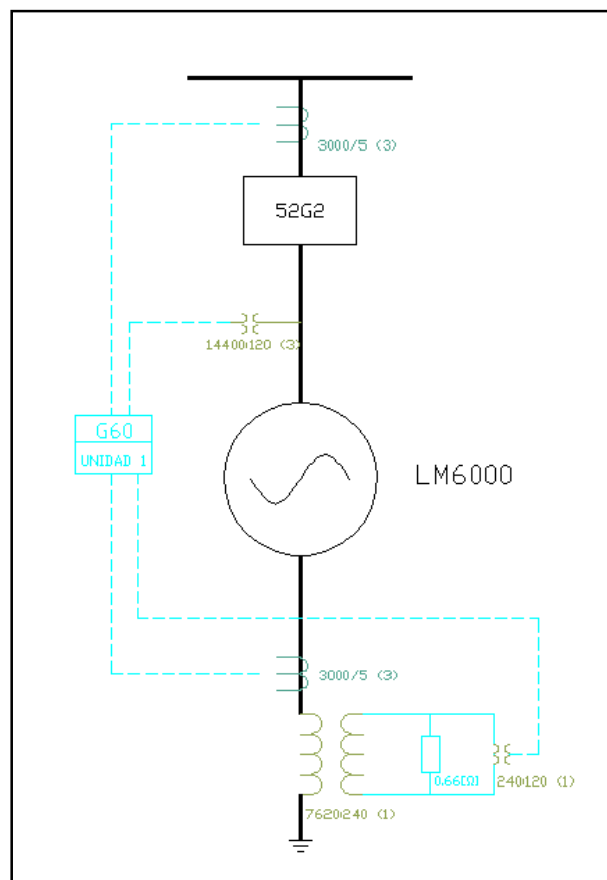 3000/5 (3)
52G2
14400:120 (3)
G60
UNIDAD 1
LM6000
3000/5 (3)
0.66[Ω]
240:120 (1)
7620:240 (1)